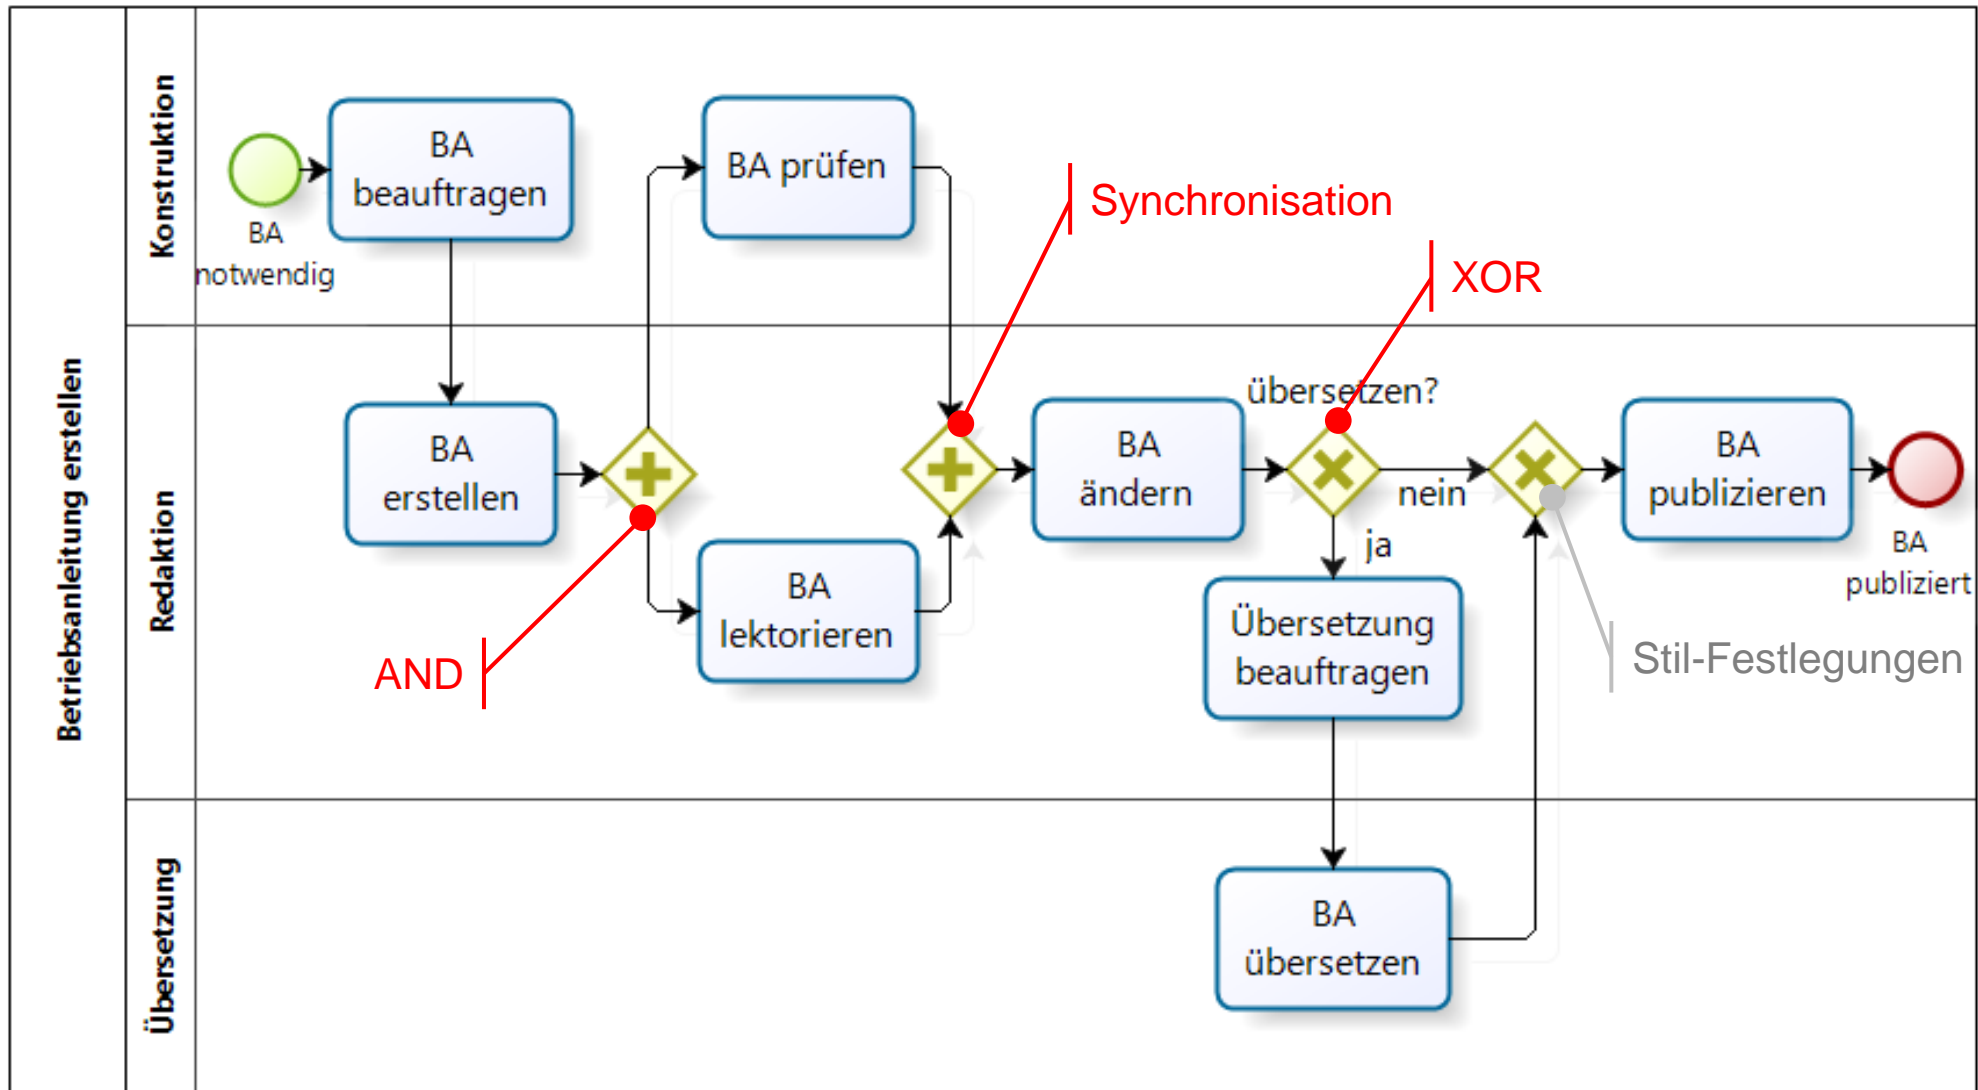 Betriebsanleitung erstellen
Konstruktion
BA
notwendig
BA
beauftragen
BA prüfen
Synchronisation
XOR
Redaktion
BA
erstellen
AND
BA
lektorieren
BA
ändern
übersetzen?
nein
ja
Übersetzung
beauftragen
BA
publizieren
BA
publiziert
Stil-Festlegungen
Übersetzung
BA
übersetzen